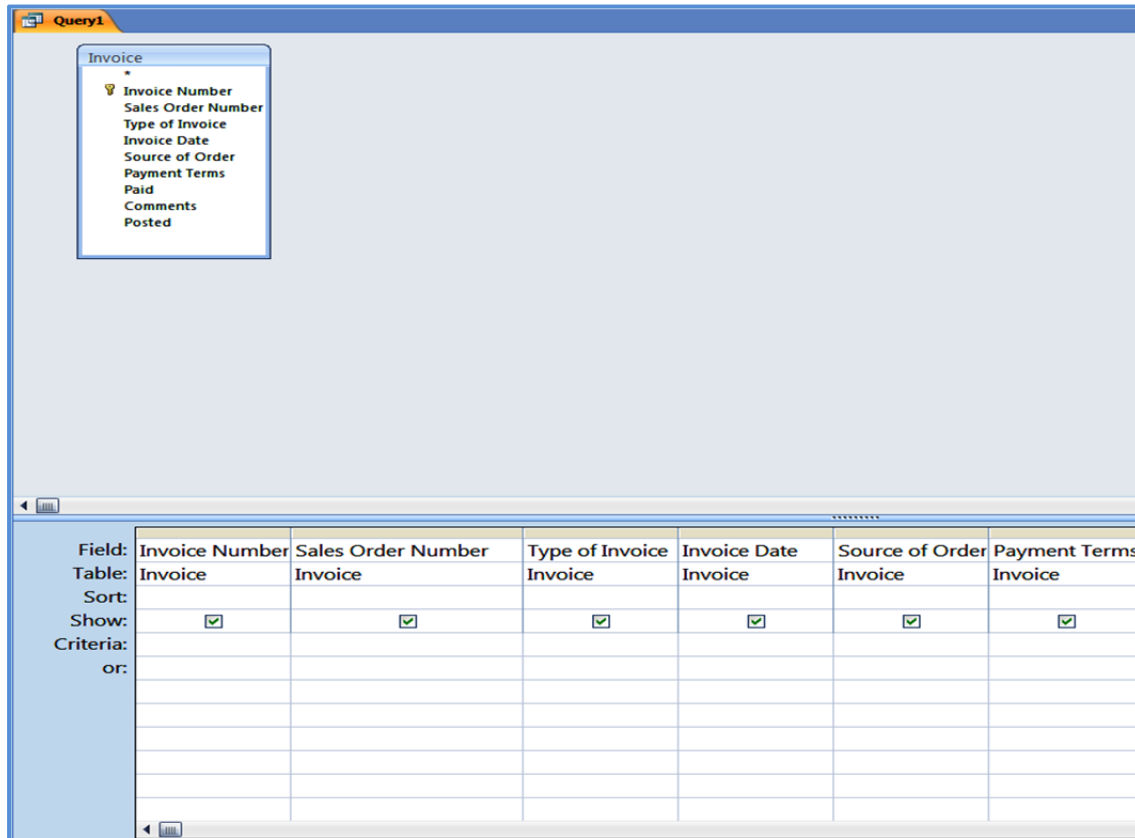 Query1
Invoice
*
Invoice Number
Sales Order Number
Type of Invoice
Invoice Date
Source of Order
Payment Terms
Paid
Comments
Posted
Field: Invoice Number Sales Order Number Type of Invoice Invoice Date Source of Order Payment Terms
Table: Invoice Invoice Invoice Invoice Invoice Invoice
Sort:
Show:
Criteria:
or: